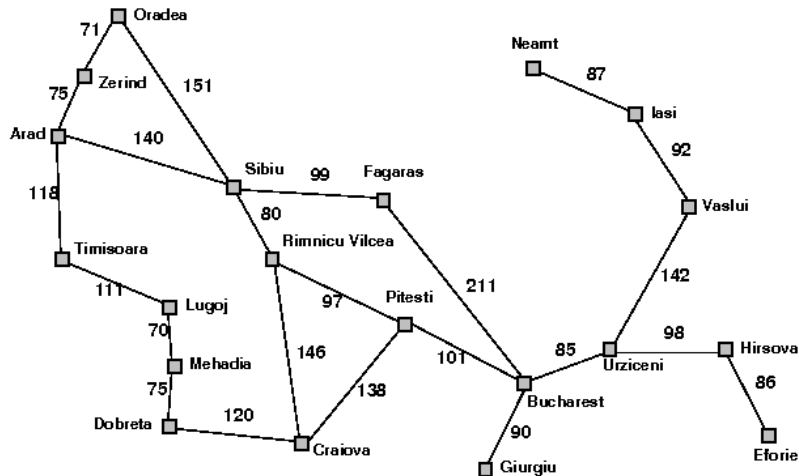 Oradea
71
Neamt
Zerind
87
75
151
Iasi
Arad
140
92
Sibiu
Fagaras
99
118
Vaslui
80
Timisoara
Rimnicu Vilcea
142
111
211
Lugoj
97
Pitesti
70
98
Hirsova
146
101
85
Urziceni
Mehadia
75
138
86
Bucharest
120
Dobreta
90
Craiova
Eforie
Giurgiu